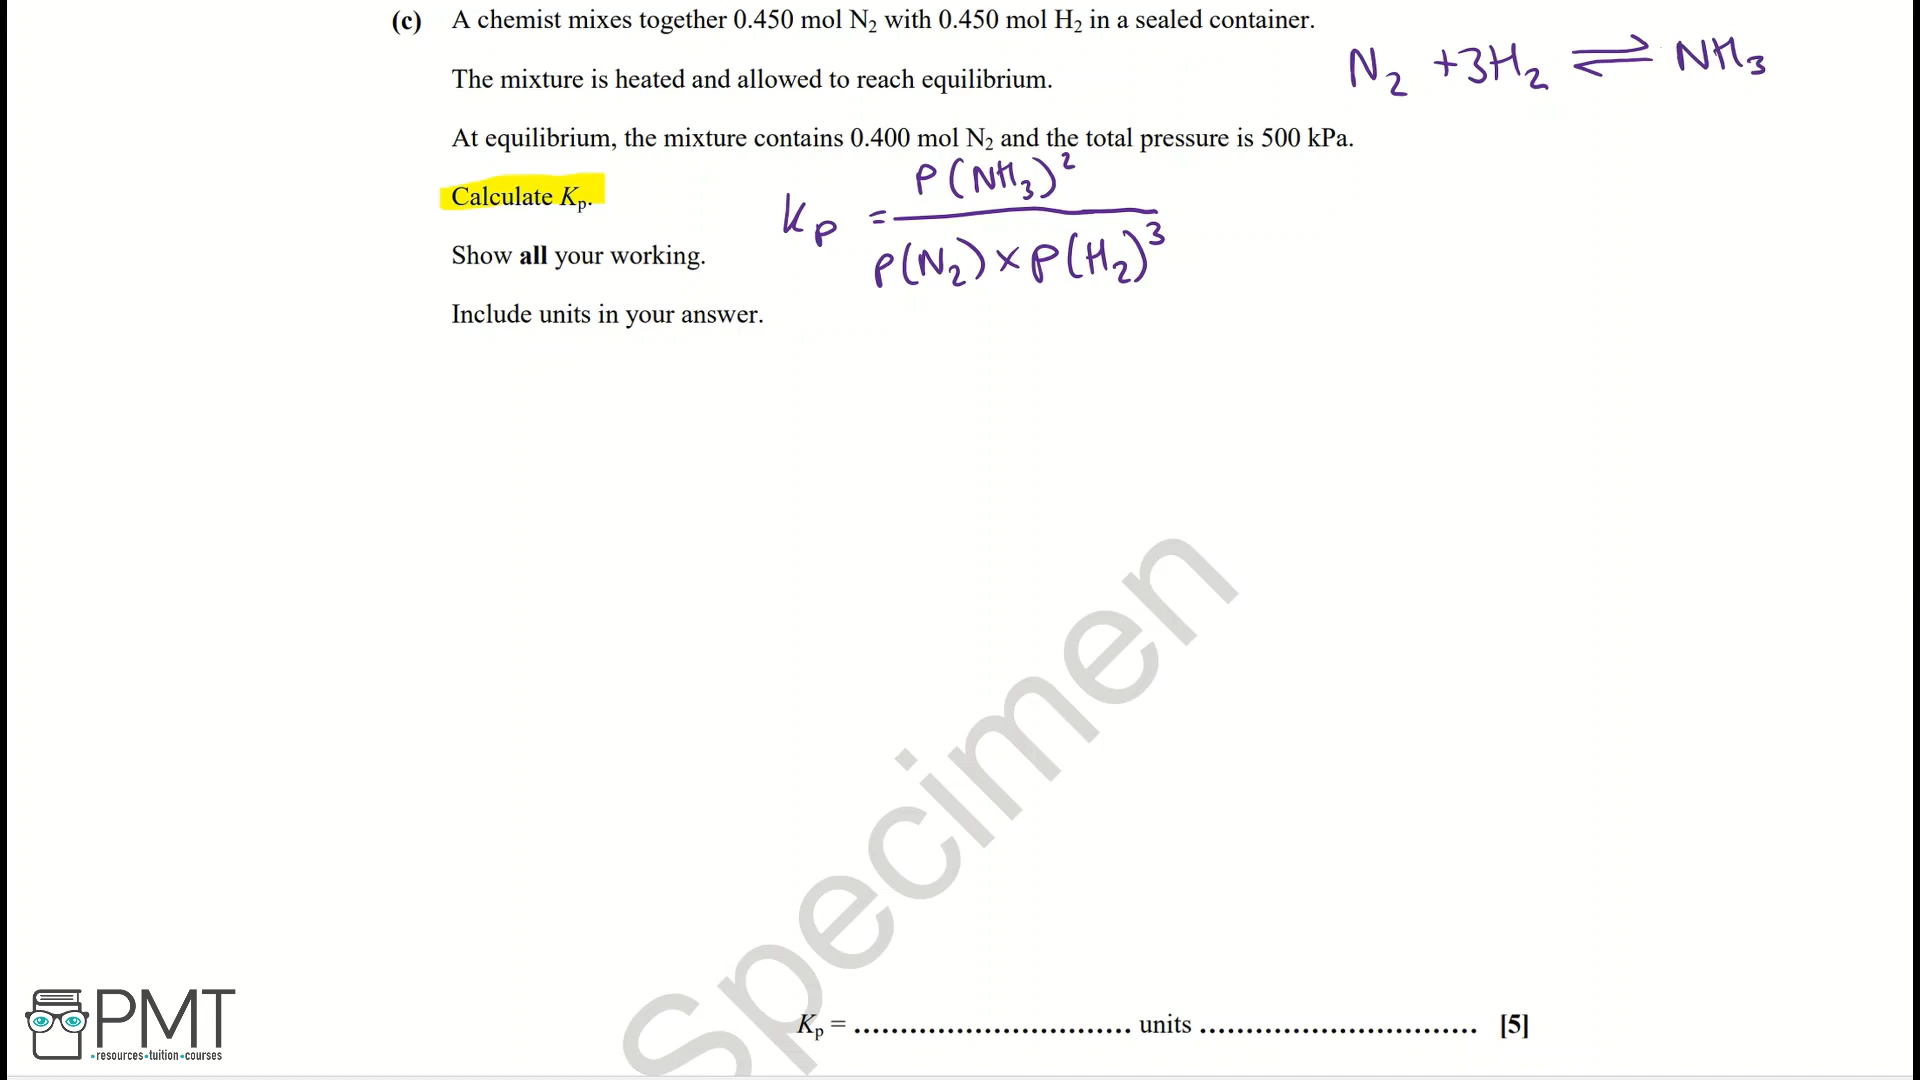 (c) A chemist mixes together 0.450 mol N₂ with 0.450 mol H₂ in a sealed container.
N₂ + 3H₂ ⇌ NH₃
The mixture is heated and allowed to reach equilibrium.
At equilibrium, the mixture contains 0.400 mol N₂ and the total pressure is 500 kPa.
Calculate Kₚ.
Kₚ = P(NH₃)² / P(N₂) × P(H₂)³
Show all your working.
Include units in your answer.
Specimen
Kₚ = .............................. units .............................. [5]
PMT
•resources•tuition•courses